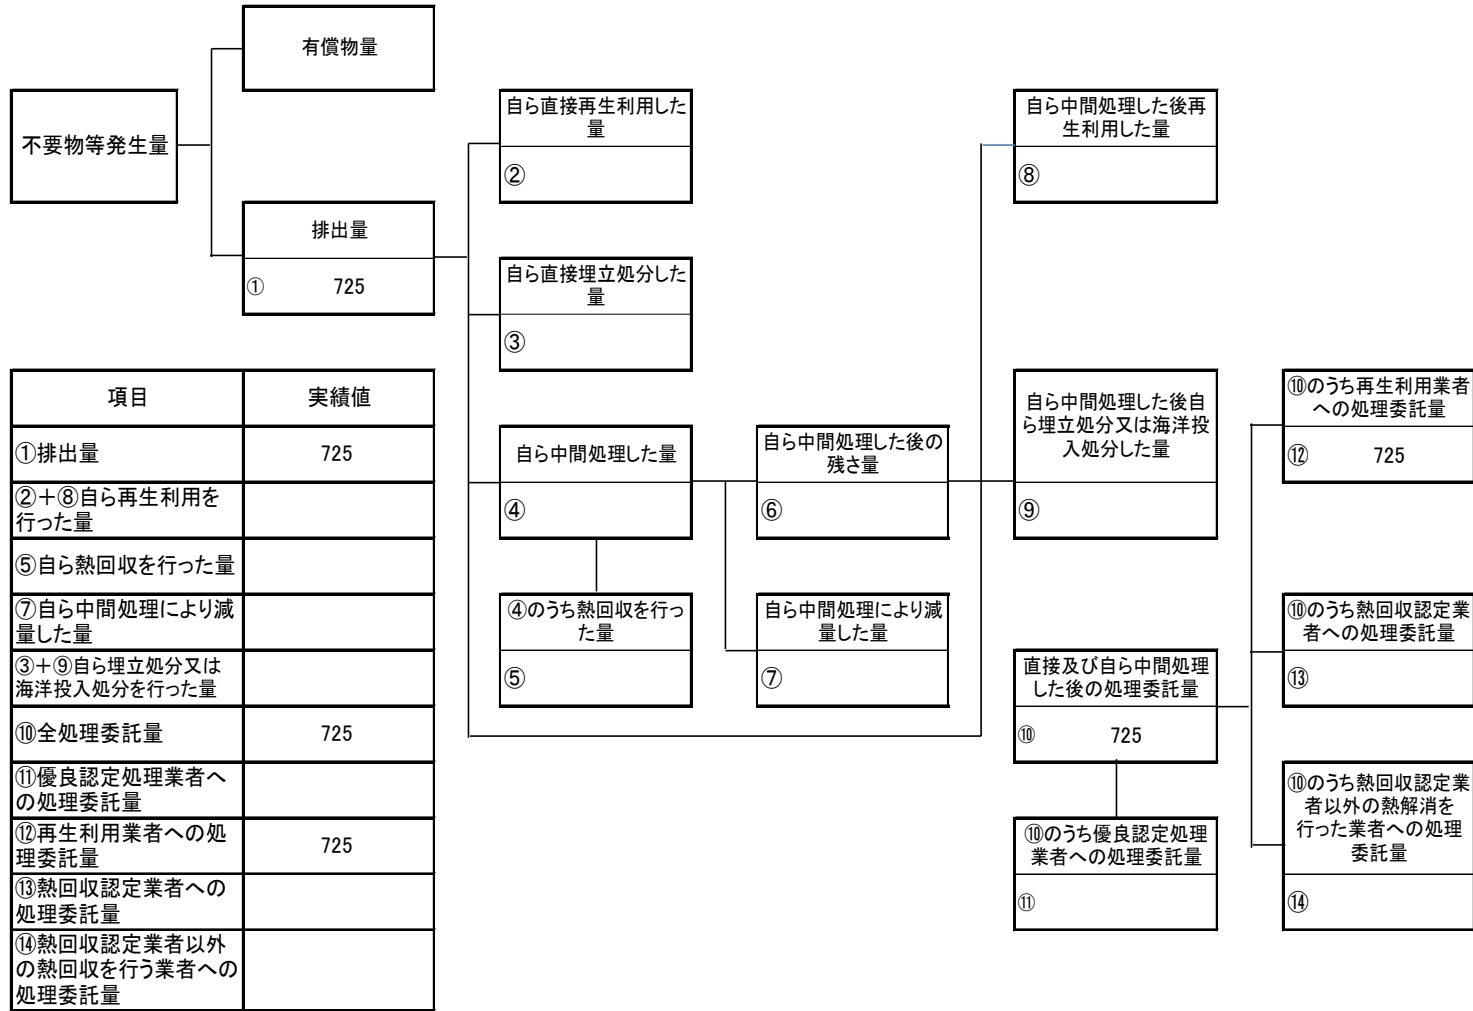 有償物量
不要物等発生量
排出量
① 725
自ら直接再生利用した
量
②
自ら直接埋立処分した
量
③
自ら中間処理した量
④
④のうち熱回収を行っ
た量
⑤
自ら中間処理した後の
残さ量
⑥
自ら中間処理により減
量した量
⑦
自ら中間処理した後再
生利用した量
⑧
自ら中間処理した後自
ら埋立処分又は海洋投
入処分した量
⑨
直接及び自ら中間処理
した後の処理委託量
⑩ 725
⑩のうち優良認定処理
業者への処理委託量
⑪
⑩のうち再生利用業者
への処理委託量
⑫ 725
⑩のうち熱回収認定業
者への処理委託量
⑬
⑩のうち熱回収認定業
者以外の熱解消を
行った業者への処理
委託量
⑭
項目 実績値
①排出量 725
②＋⑧自ら再生利用を
行った量
⑤自ら熱回収を行った量
⑦自ら中間処理により減
量した量
③＋⑨自ら埋立処分又は
海洋投入処分を行った量
⑩全処理委託量 725
⑪優良認定処理業者へ
の処理委託量
⑫再生利用業者への処
理委託量 725
⑬熱回収認定業者への
処理委託量
⑭熱回収認定業者以外
の熱回収を行う業者への
処理委託量